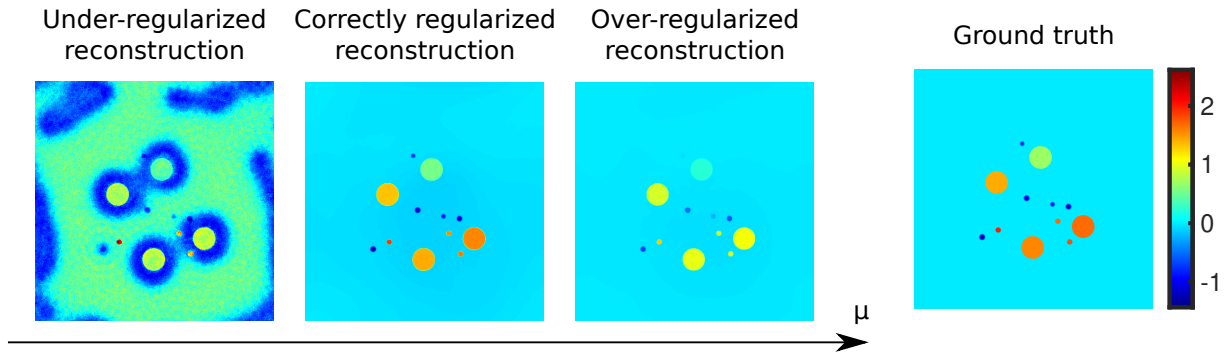 Under-regularized
reconstruction
Correctly regularized
reconstruction
Over-regularized
reconstruction
Ground truth
2
1
0
-1
μ